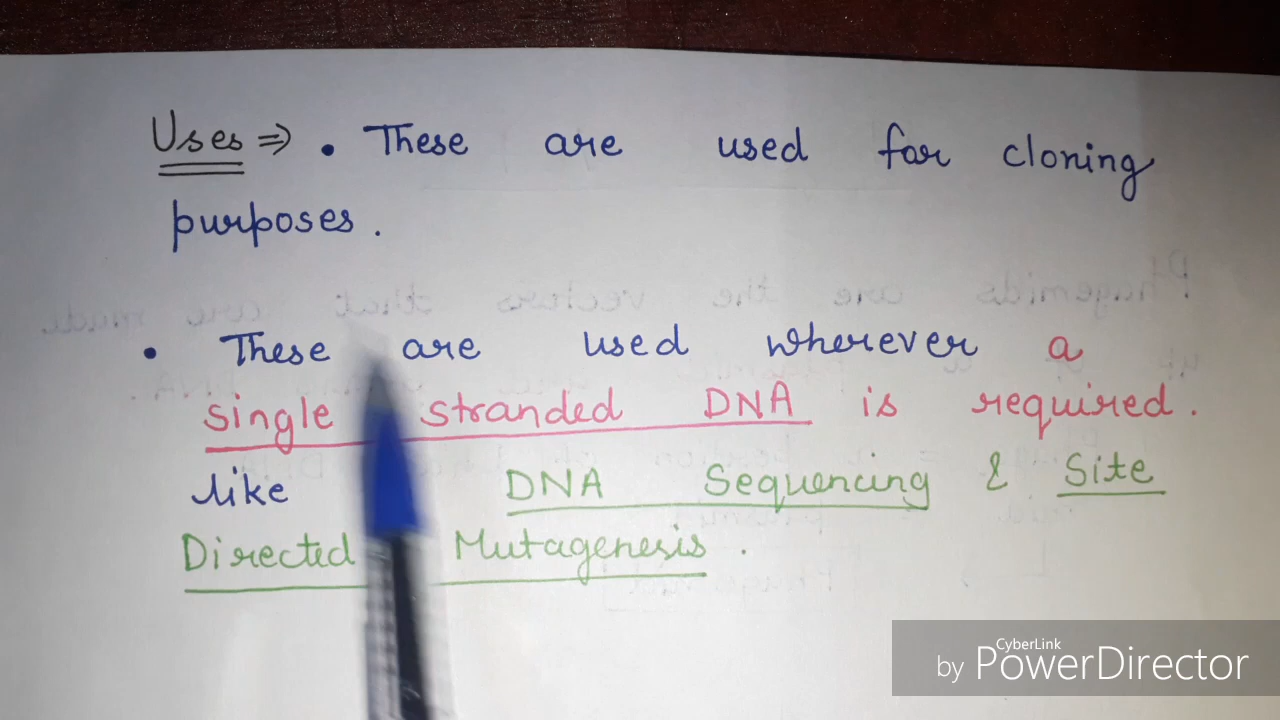 Uses ⇒ • These are used for cloning
purposes.
• These are used wherever a
single stranded DNA is required.
like DNA Sequencing & Site
Directed Mutagenesis.
CyberLink
by PowerDirector